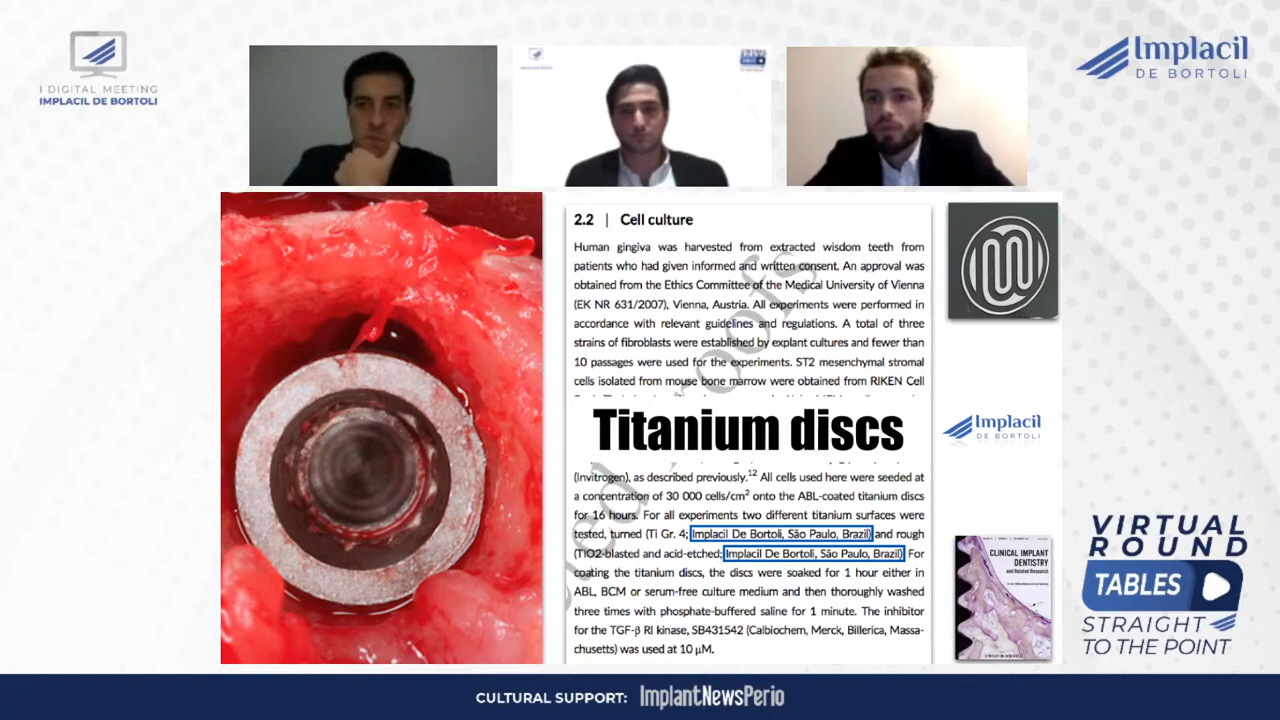 I DIGITAL MEETING
IMPLACIL DE BORTOLI
Implacil
DE BORTOLI
2.2 | Cell culture
Human gingiva was harvested from extracted wisdom teeth from
patients who had given informed and written consent. An approval was
obtained from the Ethics Committee of the Medical University of Vienna
(EK NR 631/2007), Vienna, Austria. All experiments were performed in
accordance with relevant guidelines and regulations. A total of three
strains of fibroblasts were established by explant cultures and fewer than
10 passages were used for the experiments. ST2 mesenchymal stromal
cells isolated from mouse bone marrow were obtained from RIKEN Cell
Titanium discs
(Invitrogen), as described previously.12 All cells used here were seeded at
a concentration of 30 000 cells/cm2 onto the ABL-coated titanium discs
for 16 hours. For all experiments two different titanium surfaces were
tested, turned (Ti Gr. 4; Implacil De Bortoli, São Paulo, Brazil) and rough
(TiO2-blasted and acid-etched; Implacil De Bortoli, São Paulo, Brazil). For
coating the titanium discs, the discs were soaked for 1 hour either in
ABL, BCM or serum-free culture medium and then thoroughly washed
three times with phosphate-buffered saline for 1 minute. The inhibitor
for the TGF-β RI kinase, SB431542 (Calbiochem, Merck, Billerica, Massa-
chusetts) was used at 10 μM.
Implacil
DE BORTOLI
CLINICAL IMPLANT
DENTISTRY
and Related Research
VIRTUAL
ROUND
TABLES
STRAIGHT
TO THE POINT
CULTURAL SUPPORT: ImplantNewsPerio